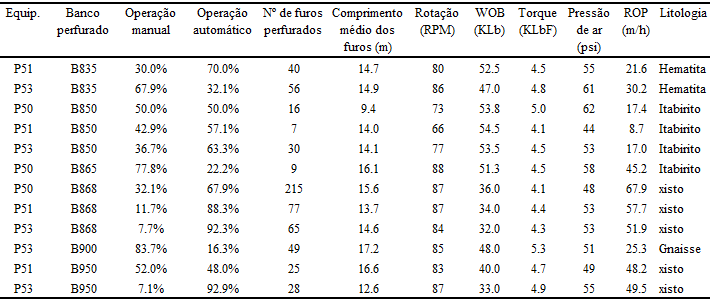 Equip. Banco perfurado Operação manual Operação automático Nº de furos perfurados Comprimento médio dos furos (m) Rotação (RPM) WOB (KLb) Torque (KLbF) Pressão de ar (psi) ROP (m/h) Litologia
P51 B835 30.0% 70.0% 40 14.7 80 52.5 4.5 55 21.6 Hematita
P53 B835 67.9% 32.1% 56 14.9 86 47.0 4.8 61 30.2 Hematita
P50 B850 50.0% 50.0% 16 9.4 73 53.8 5.0 62 17.4 Itabirito
P51 B850 42.9% 57.1% 7 14.0 66 54.5 4.1 44 8.7 Itabirito
P53 B850 36.7% 63.3% 30 14.1 77 53.5 4.5 53 17.0 Itabirito
P50 B865 77.8% 22.2% 9 16.1 88 51.3 4.5 58 45.2 Itabirito
P50 B868 32.1% 67.9% 215 15.6 87 36.0 4.1 48 67.9 xisto
P51 B868 11.7% 88.3% 77 13.7 87 34.0 4.4 53 57.7 xisto
P53 B868 7.7% 92.3% 65 14.6 84 32.0 4.3 53 51.9 xisto
P53 B900 83.7% 16.3% 49 17.2 85 48.0 5.3 51 25.3 Gnaisse
P51 B950 52.0% 48.0% 25 16.6 83 40.0 4.7 49 48.2 xisto
P53 B950 7.1% 92.9% 28 12.6 87 33.0 4.9 55 49.5 xisto